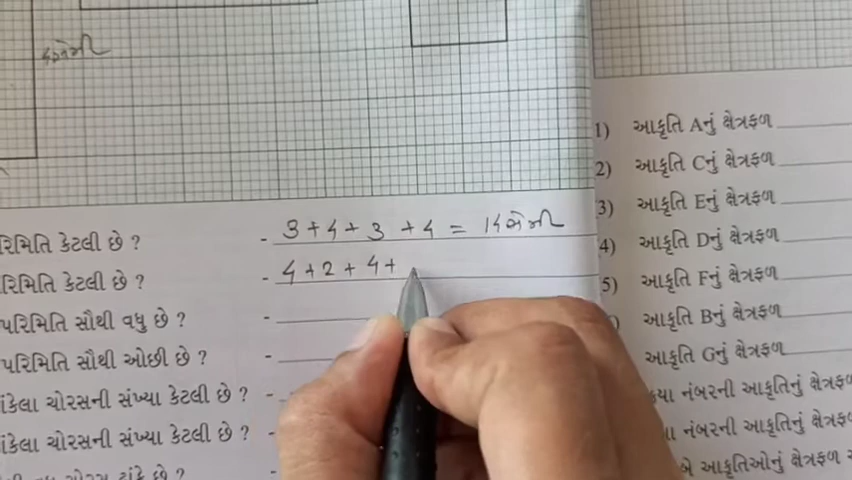 સેમી
રિમિતિ કેટલી છે ? - 3 + 4 + 3 + 4 = 14 સેમી
રિમિતિ કેટલી છે ? - 4 + 2 + 4 +
પરિમિતિ સૌથી વધુ છે ? -
પરિમિતિ સૌથી ઓછી છે ? -
ાંકેલા ચોરસની સંખ્યા કેટલી છે ? -
ાંકેલા ચોરસની સંખ્યા કેટલી છે ? -
ચોરસ ઢાંકે છે ? -
1) આકૃતિ Aનું ક્ષેત્રફળ
2) આકૃતિ Cનું ક્ષેત્રફળ
3) આકૃતિ Eનું ક્ષેત્રફળ
4) આકૃતિ Dનું ક્ષેત્રફળ
5) આકૃતિ Fનું ક્ષેત્રફળ
) આકૃતિ Bનું ક્ષેત્રફળ
આકૃતિ Gનું ક્ષેત્રફળ
કયા નંબરની આકૃતિનું ક્ષેત્રફ
નંબરની આકૃતિનું ક્ષેત્રફ
બે આકૃતિઓનું ક્ષેત્રફળ